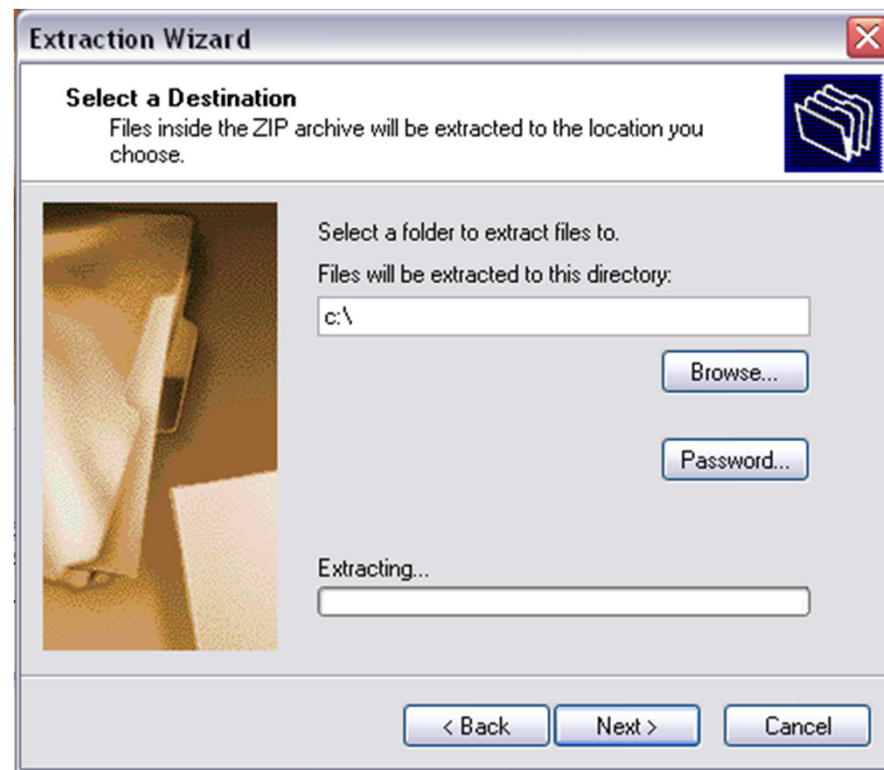 Extraction Wizard
Select a Destination
Files inside the ZIP archive will be extracted to the location you
choose.
Select a folder to extract files to.
Files will be extracted to this directory:
c:\
Browse...
Password...
Extracting...
< Back
Next >
Cancel